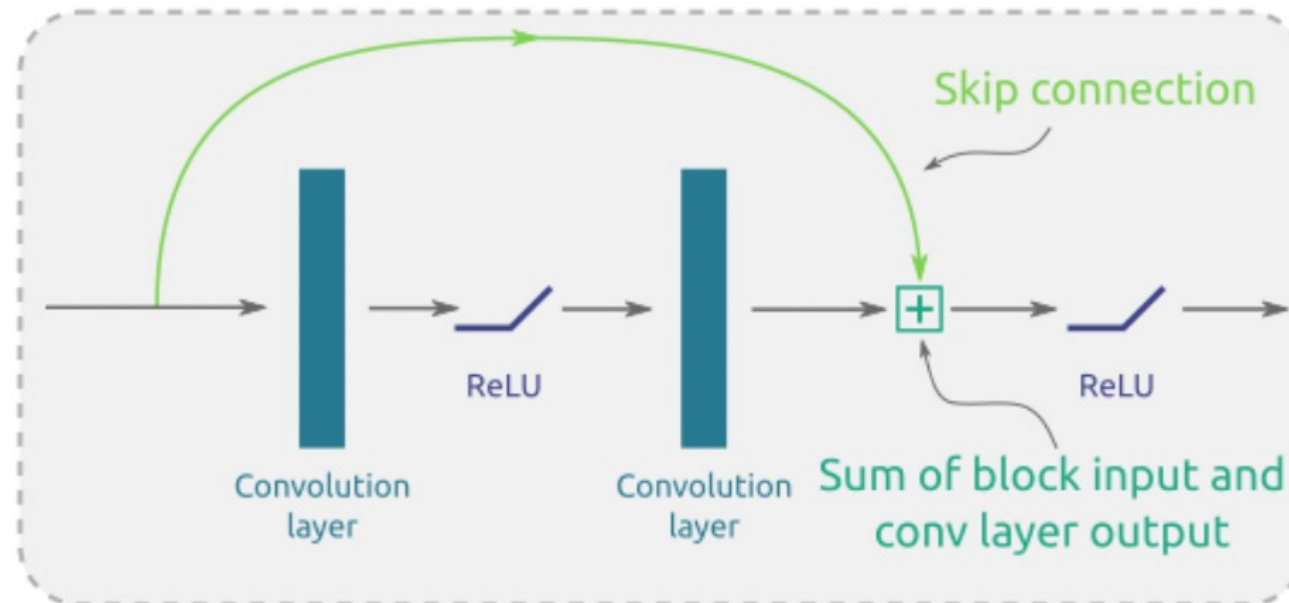 Skip connection
ReLU
ReLU
Convolution
layer
Convolution
layer
Sum of block input and
conv layer output